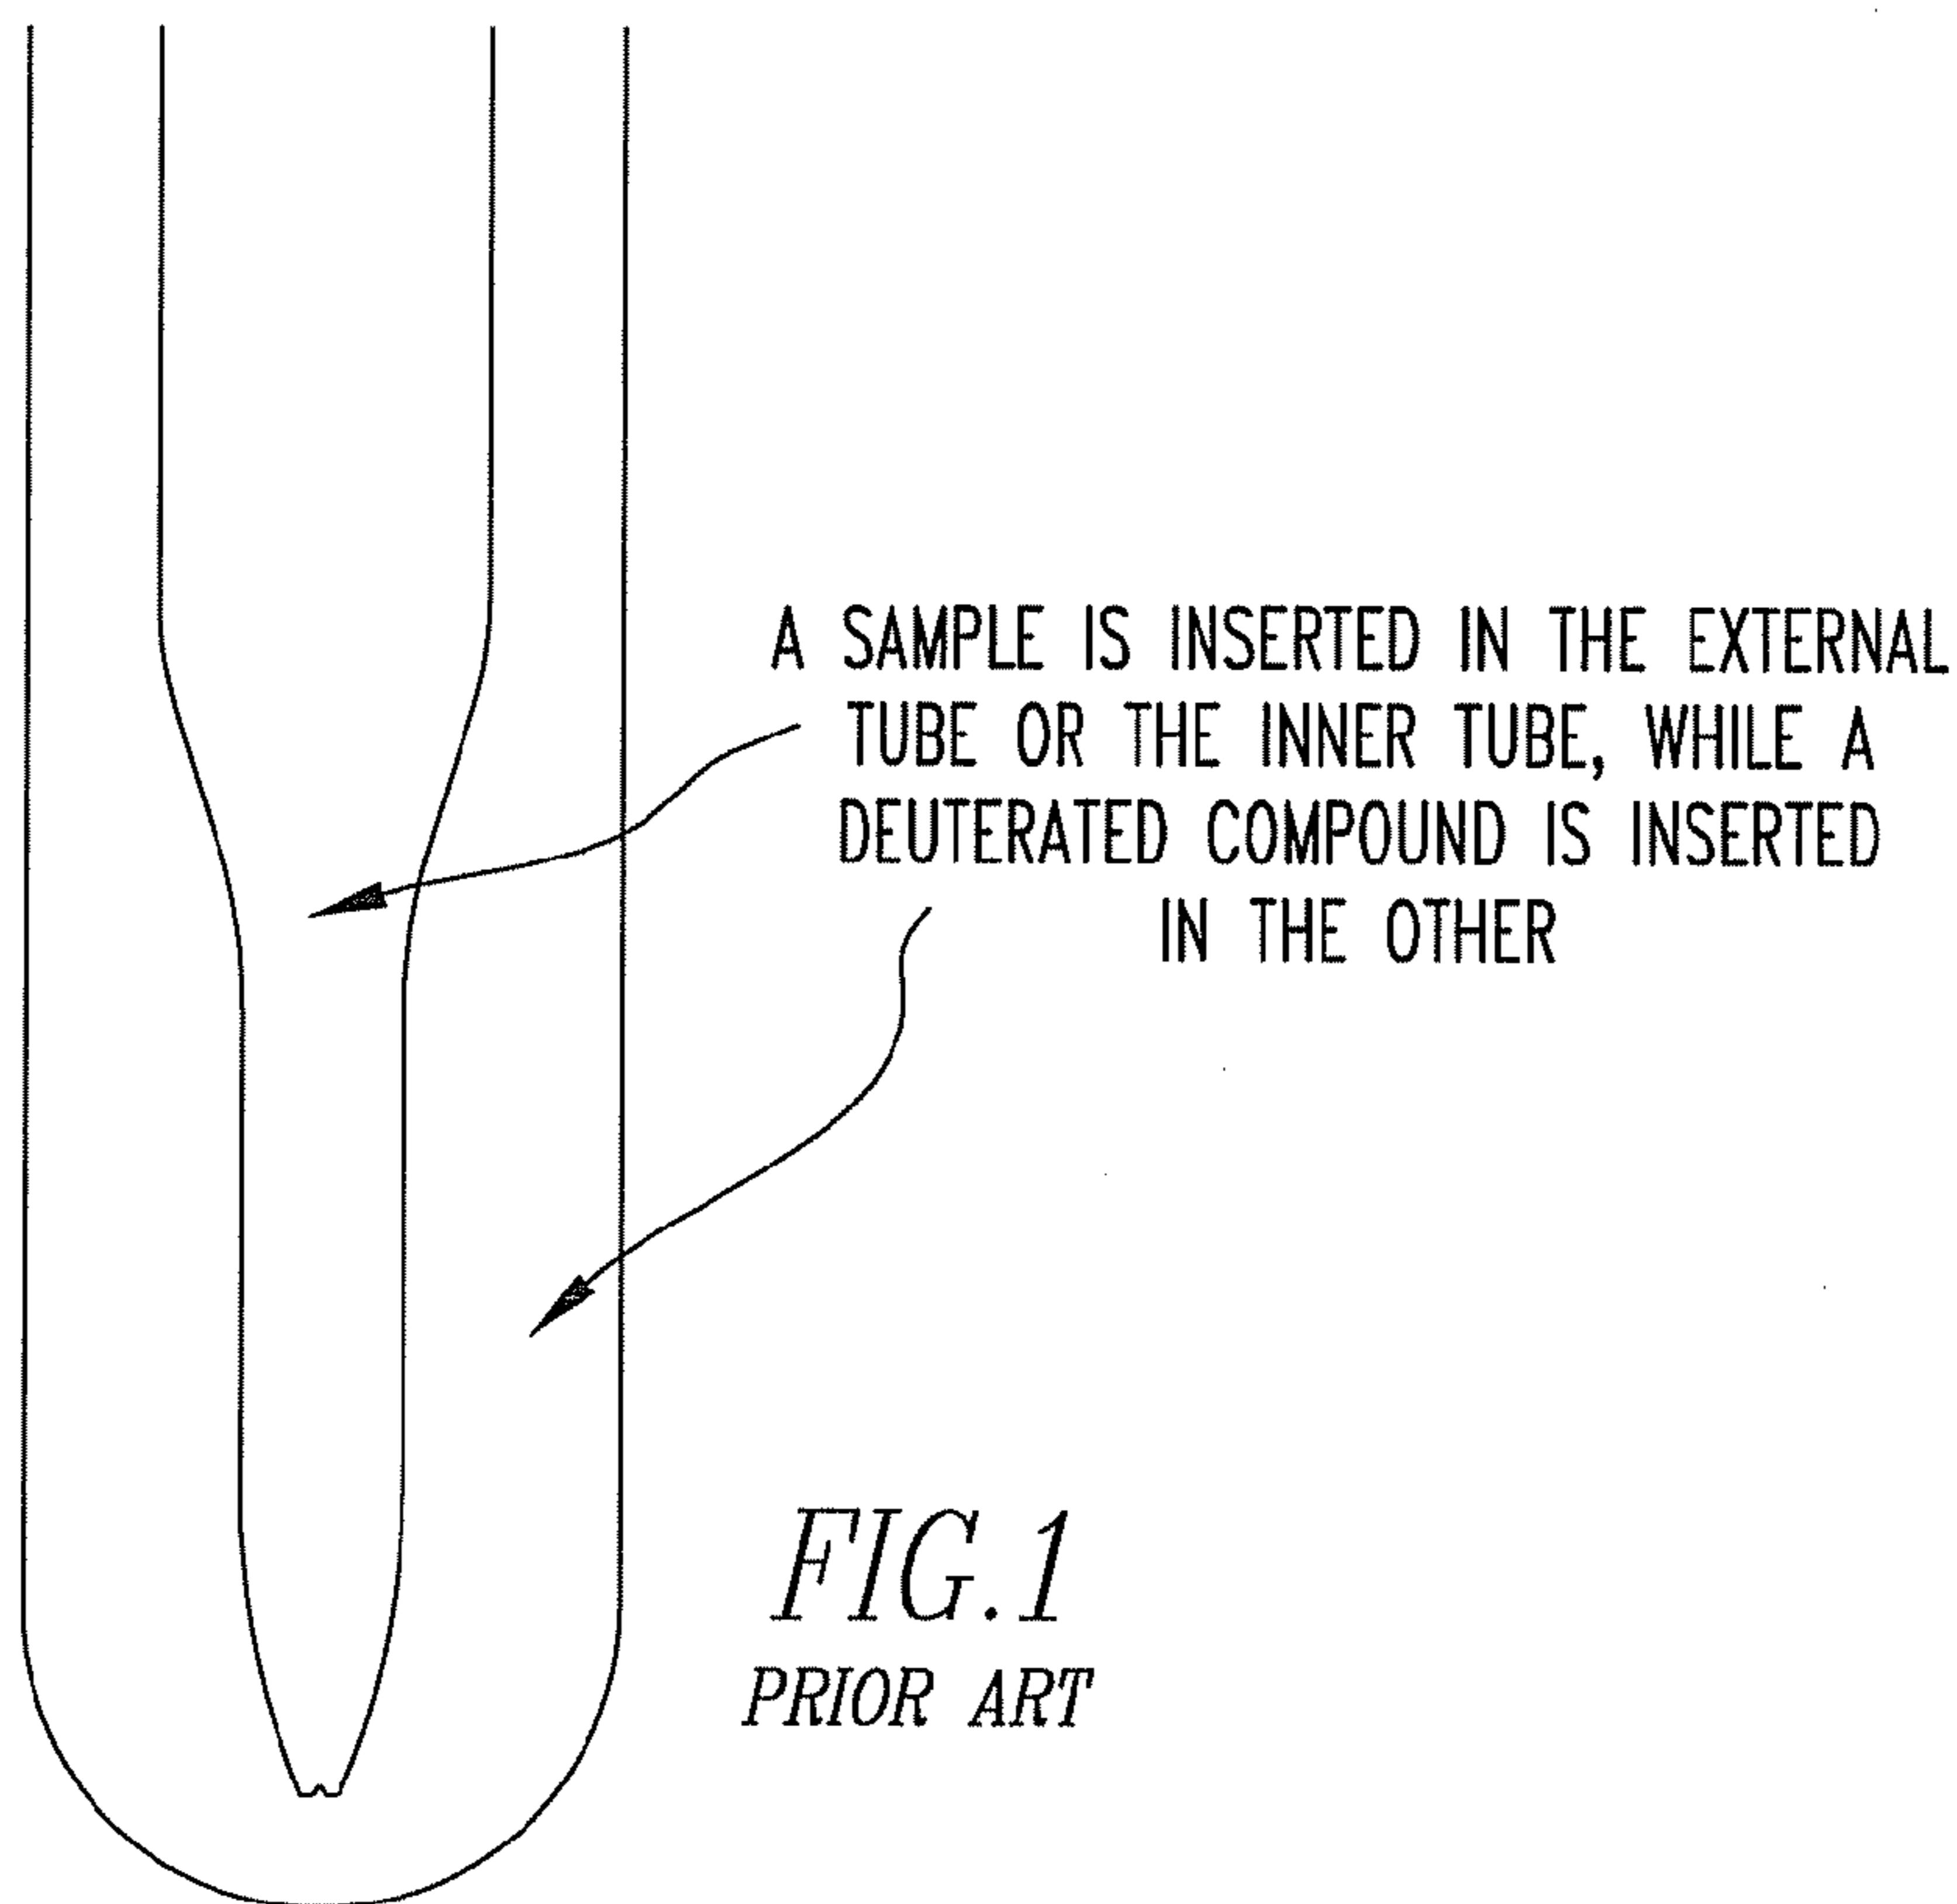 A SAMPLE IS INSERTED IN THE EXTERNAL
TUBE OR THE INNER TUBE, WHILE A
DEUTERATED COMPOUND IS INSERTED
IN THE OTHER
FIG.1
PRIOR ART